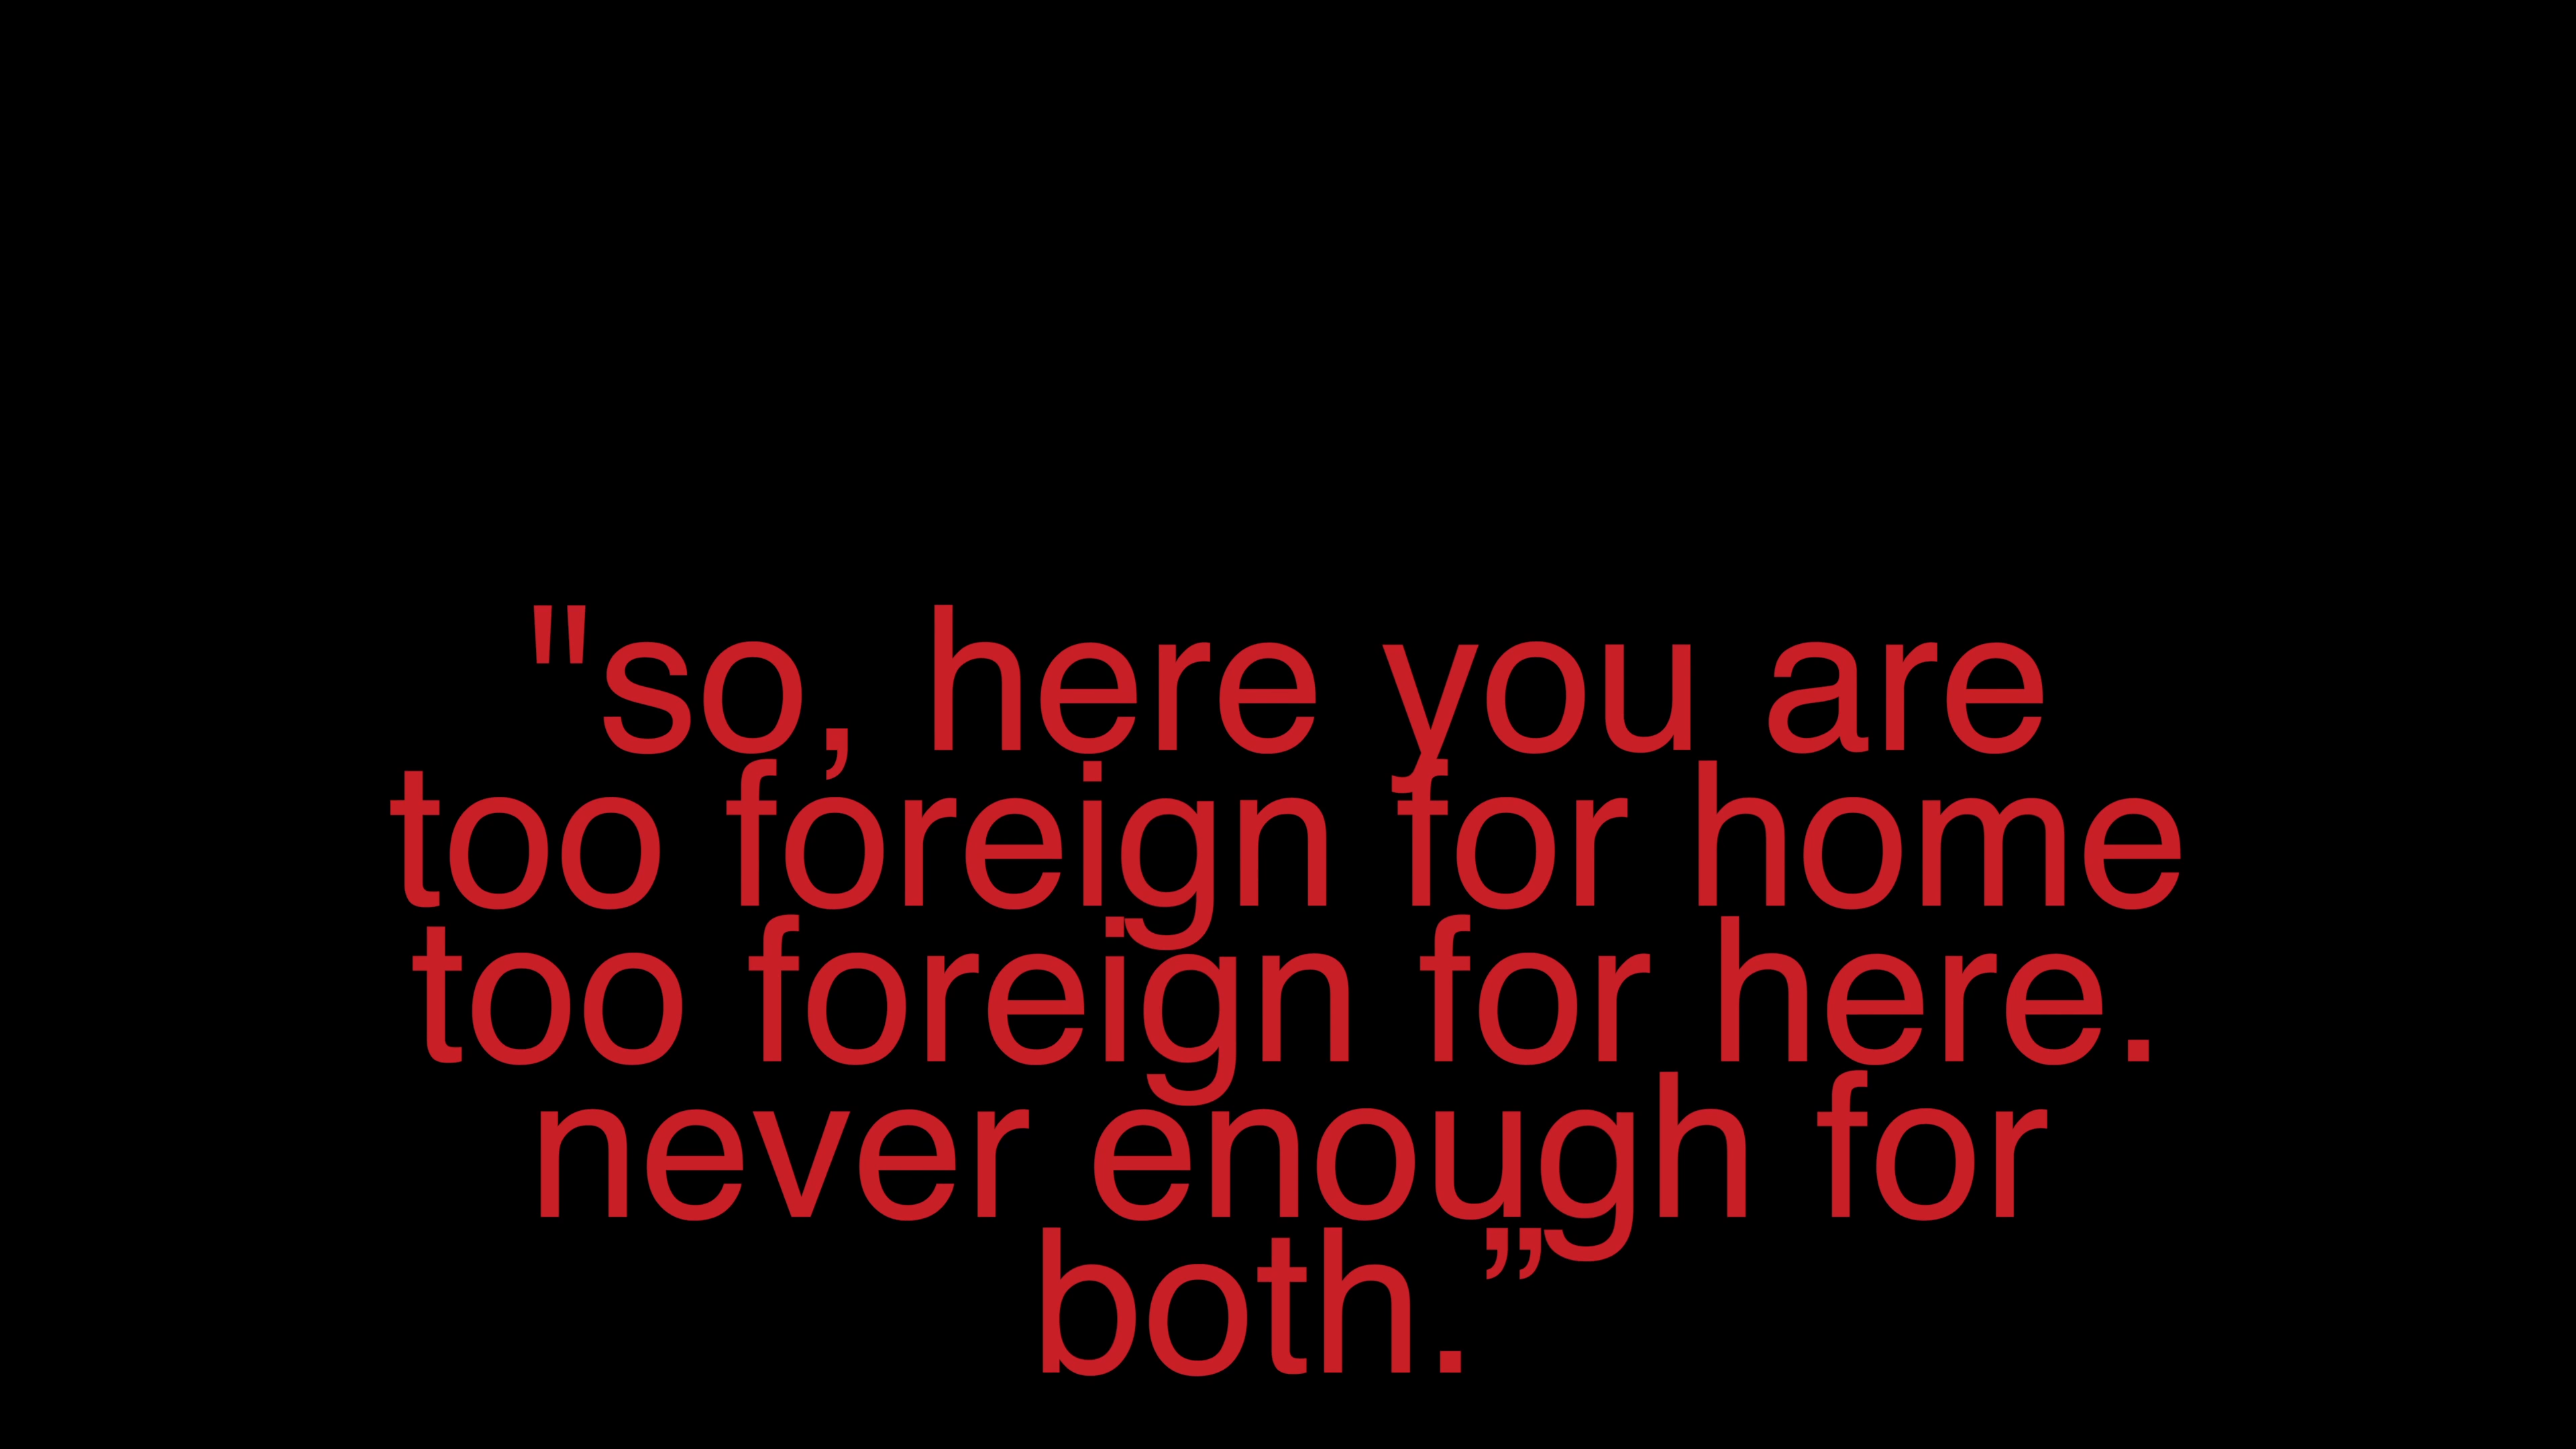 "so, here you are
too foreign for home
too foreign for here.
never enough for
both.”